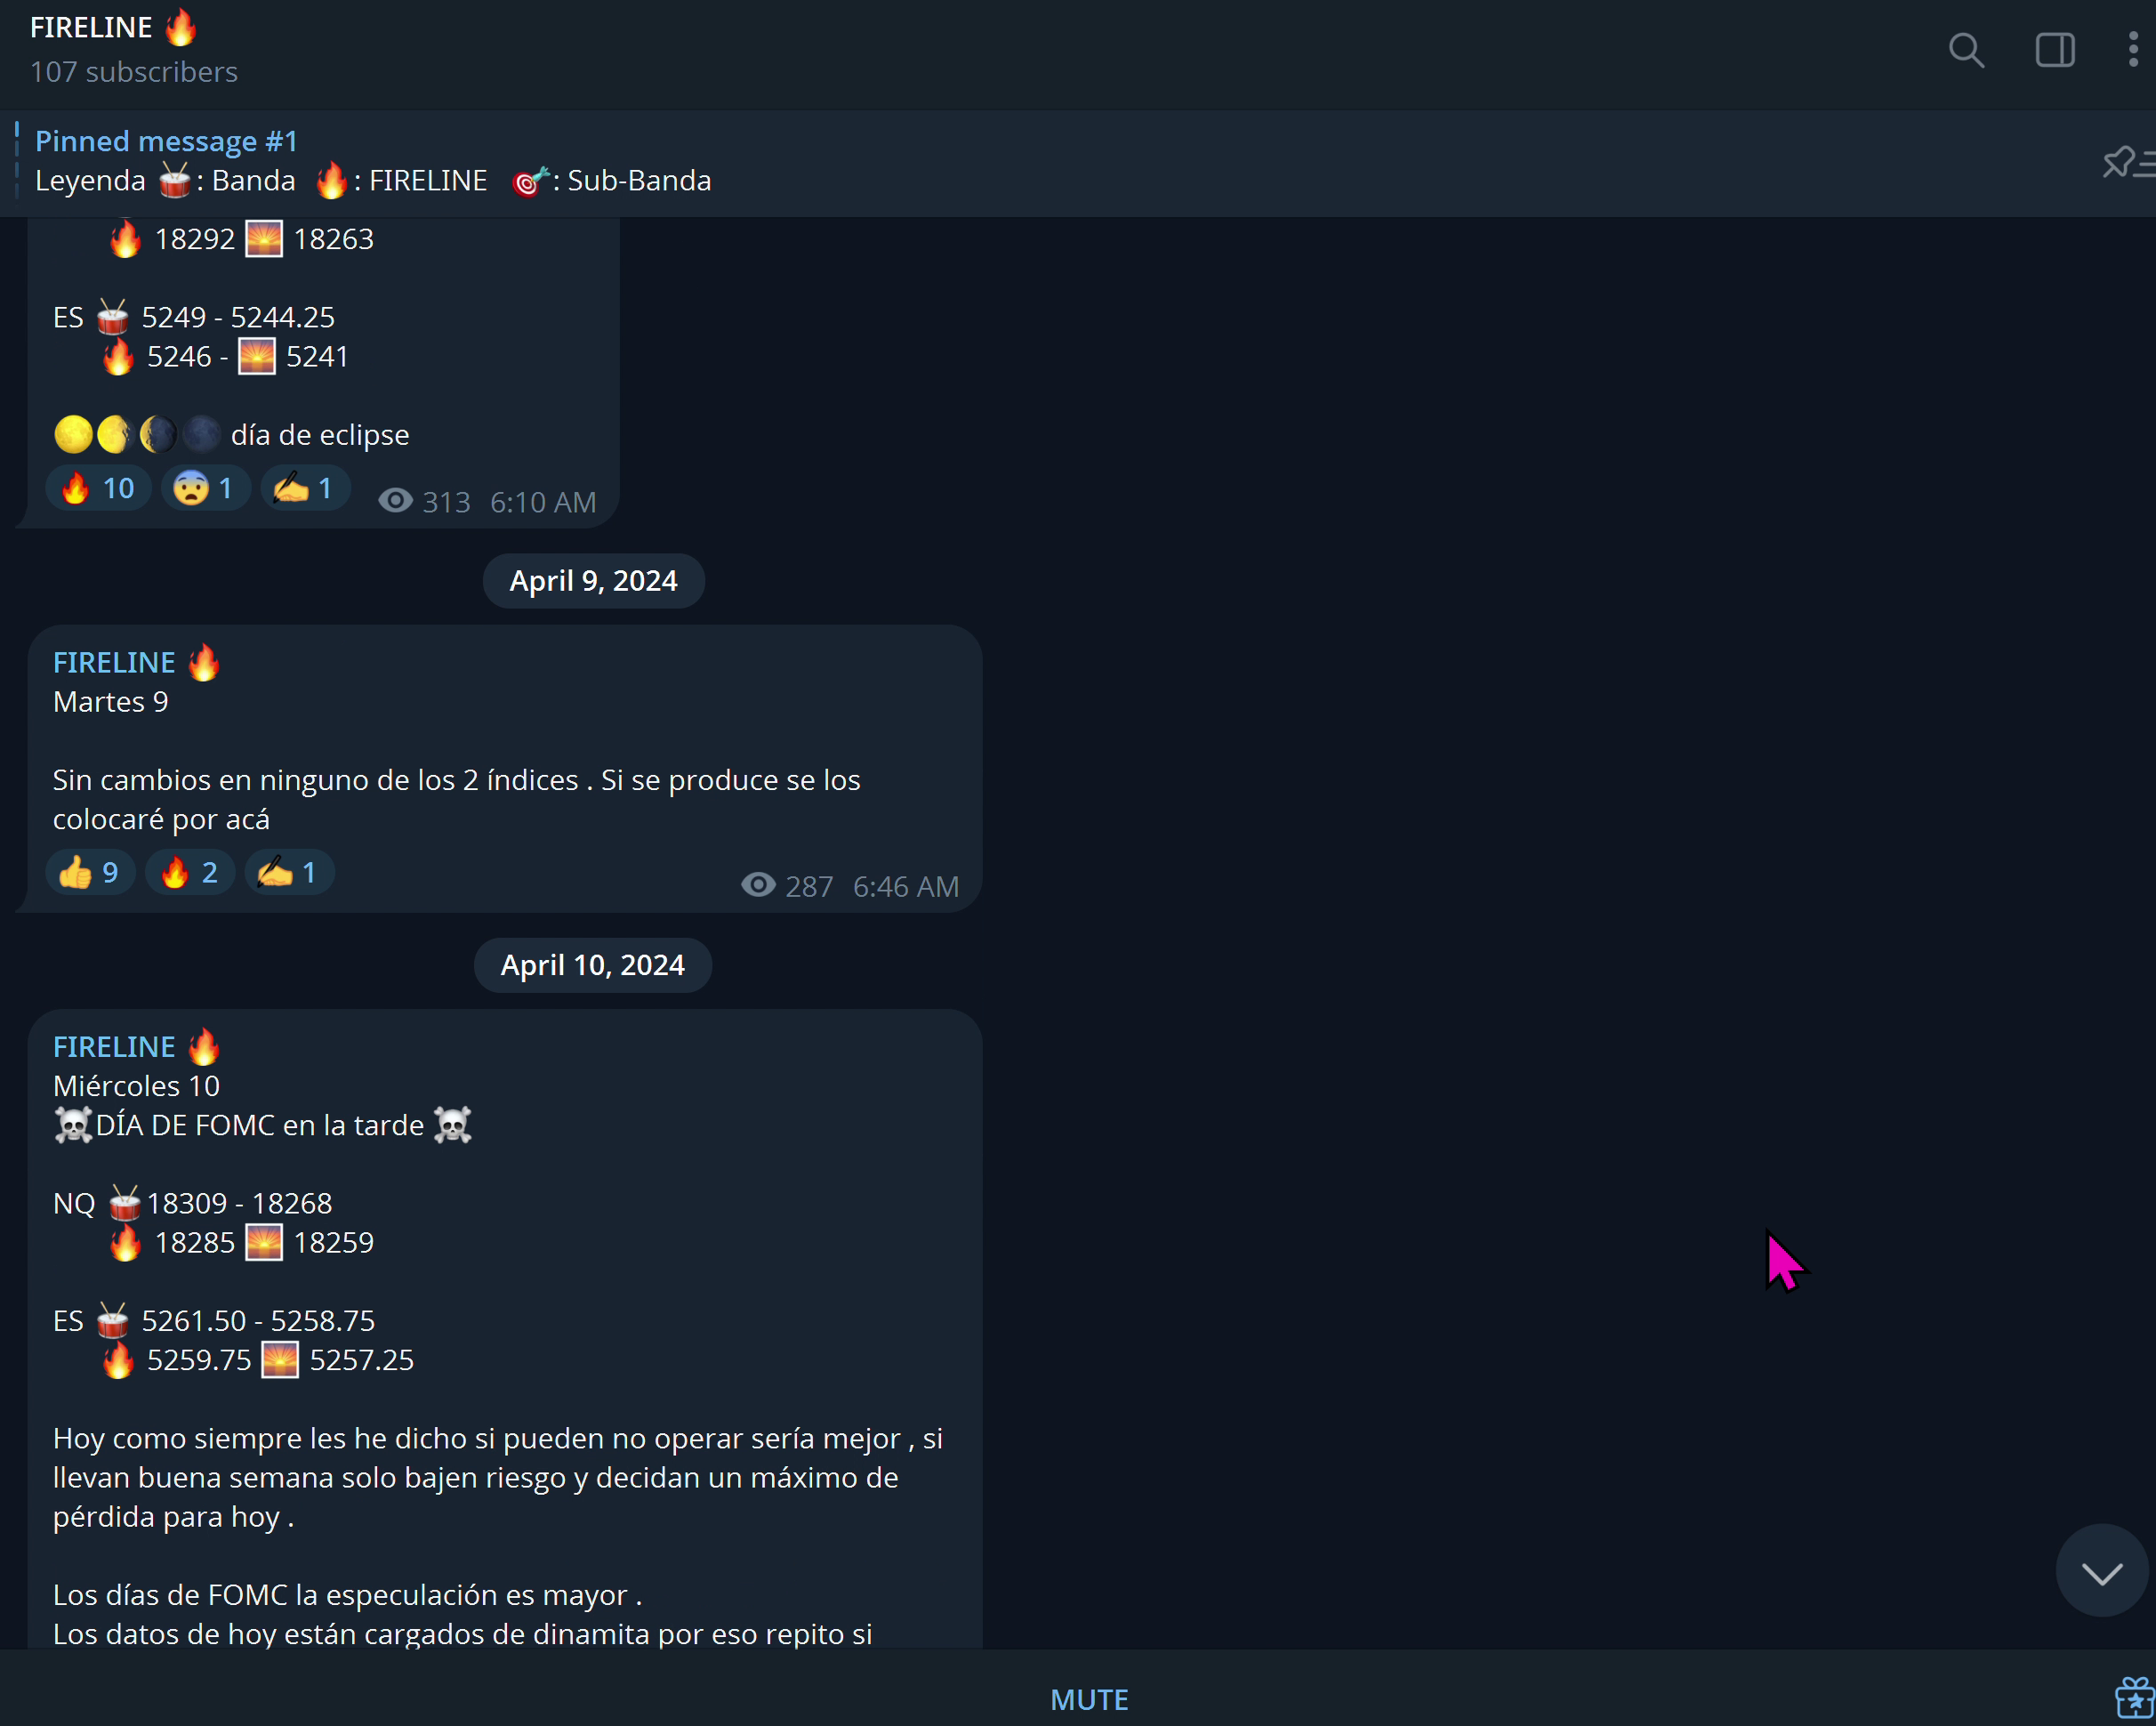 FIRELINE 🔥
107 subscribers
Pinned message #1
Leyenda 🥁: Banda 🔥: FIRELINE 🎯: Sub-Banda
🔥 18292 🌅 18263
ES 🥁 5249 - 5244.25
🔥 5246 - 🌅 5241
🌕🌖🌒🌑 día de eclipse
🔥 10 😨 1 ✍️ 1 313 6:10 AM
April 9, 2024
FIRELINE 🔥
Martes 9
Sin cambios en ninguno de los 2 índices . Si se produce se los
colocaré por acá
👍 9 🔥 2 ✍️ 1 287 6:46 AM
April 10, 2024
FIRELINE 🔥
Miércoles 10
☠️DÍA DE FOMC en la tarde ☠️
NQ 🥁18309 - 18268
🔥 18285 🌅 18259
ES 🥁 5261.50 - 5258.75
🔥 5259.75 🌅 5257.25
Hoy como siempre les he dicho si pueden no operar sería mejor , si
llevan buena semana solo bajen riesgo y decidan un máximo de
pérdida para hoy .
Los días de FOMC la especulación es mayor .
Los datos de hoy están cargados de dinamita por eso repito si
MUTE